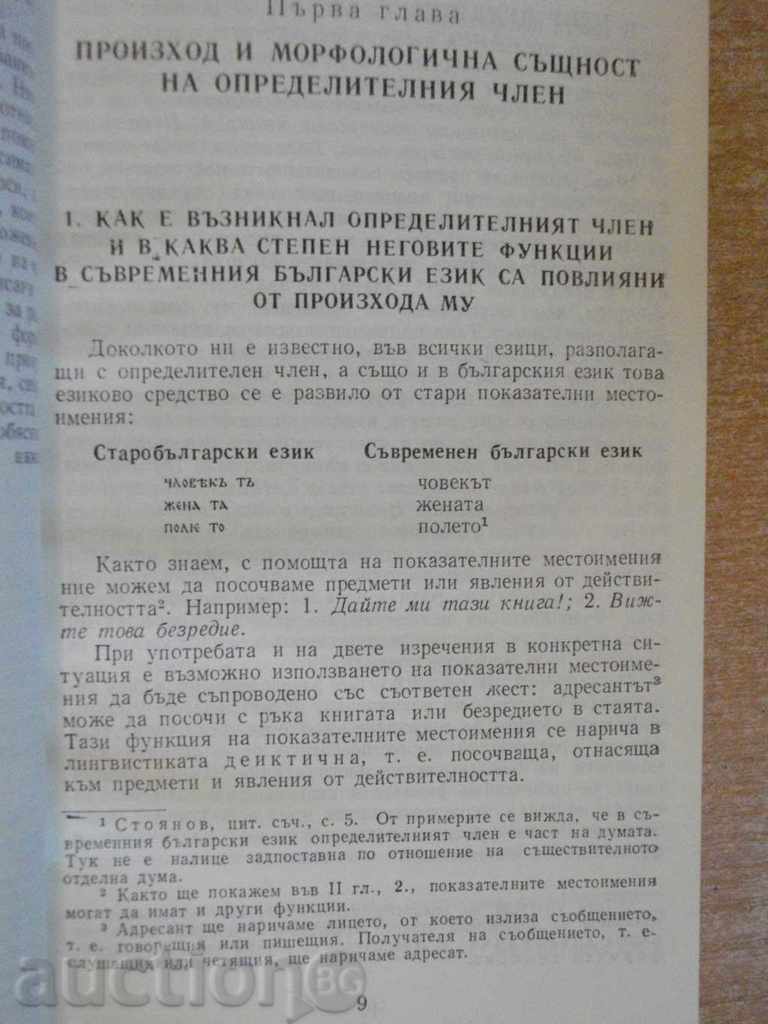 Първа глава
ПРОИЗХОД И МОРФОЛОГИЧНА СЪЩНОСТ
НА ОПРЕДЕЛИТЕЛНИЯ ЧЛЕН
1. КАК Е ВЪЗНИКНАЛ ОПРЕДЕЛИТЕЛНИЯТ ЧЛЕН
И В КАКВА СТЕПЕН НЕГОВИТЕ ФУНКЦИИ
В СЪВРЕМЕННИЯ БЪЛГАРСКИ ЕЗИК СА ПОВЛИЯНИ
ОТ ПРОИЗХОДА МУ
Доколкото ни е известно, във всички езици, разполага-
щи с определителен член, а също и в българския език това
езиково средство се е развило от стари показателни место-
имения:
Старобългарски език Съвременен български език
чловѣкъ тъ човекът
жена та жената
полѥ то полето¹
Както знаем, с помощта на показателните местоимения
ние можем да посочваме предмети или явления от действи-
телността². Например: 1. Дайте ми тази книга!; 2. Виж-
те това безредие.
При употребата и на двете изречения в конкретна си-
туация е възможно използването на показателни местоиме-
ния да бъде съпроводено със съответен жест: адресантът³
може да посочи с ръка книгата или безредието в стаята.
Тази функция на показателните местоимения се нарича в
лингвистиката деиктична, т. е. посочваща, отнасяща
към предмети и явления от действителността.
¹ Стоянов, цит. съч., с. 5. От примерите се вижда, че в съ-
временния български език определителният член е част на думата.
Тук не е налице задпоставна по отношение на съществителното
отделна дума.
² Както ще покажем във II гл., 2., показателните местоимения
могат да имат и други функции.
³ Адресант ще наричаме лицето, от което излиза съобщението,
т. е. говорещия или пишещия. Получателя на съобщението, т. е.
слушащия или четящия, ще наричаме адресат.
9
auctionBG